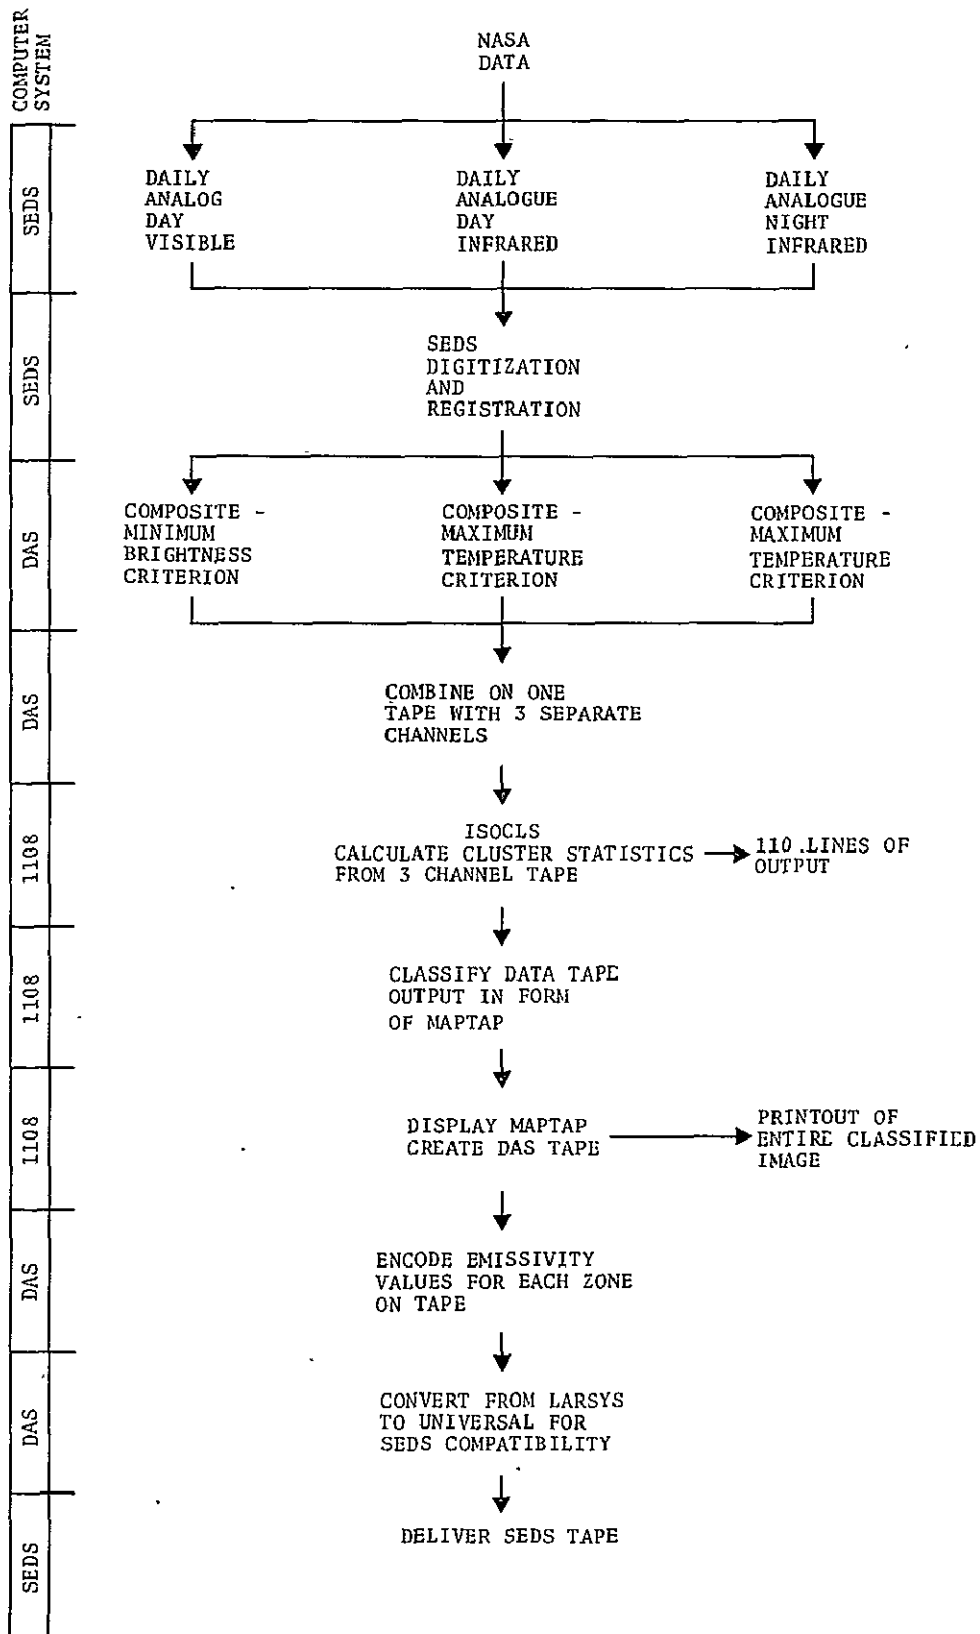 COMPUTER
SYSTEM
NASA
DATA
SEDS
DAILY
ANALOG
DAY
VISIBLE
DAILY
ANALOGUE
DAY
INFRARED
DAILY
ANALOGUE
NIGHT
INFRARED
SEDS
SEDS
DIGITIZATION
AND
REGISTRATION
DAS
COMPOSITE -
MINIMUM
BRIGHTNESS
CRITERION
COMPOSITE -
MAXIMUM
TEMPERATURE
CRITERION
COMPOSITE -
MAXIMUM
TEMPERATURE
CRITERION
DAS
COMBINE ON ONE
TAPE WITH 3 SEPARATE
CHANNELS
1108
ISOCLS
CALCULATE CLUSTER STATISTICS
FROM 3 CHANNEL TAPE
110 .LINES OF
OUTPUT
1108
CLASSIFY DATA TAPE
OUTPUT IN FORM
OF MAPTAP
1108
DISPLAY MAPTAP
CREATE DAS TAPE
PRINTOUT OF
ENTIRE CLASSIFIED
IMAGE
DAS
ENCODE EMISSIVITY
VALUES FOR EACH ZONE
ON TAPE
DAS
CONVERT FROM LARSYS
TO UNIVERSAL FOR
SEDS COMPATIBILITY
SEDS
DELIVER SEDS TAPE